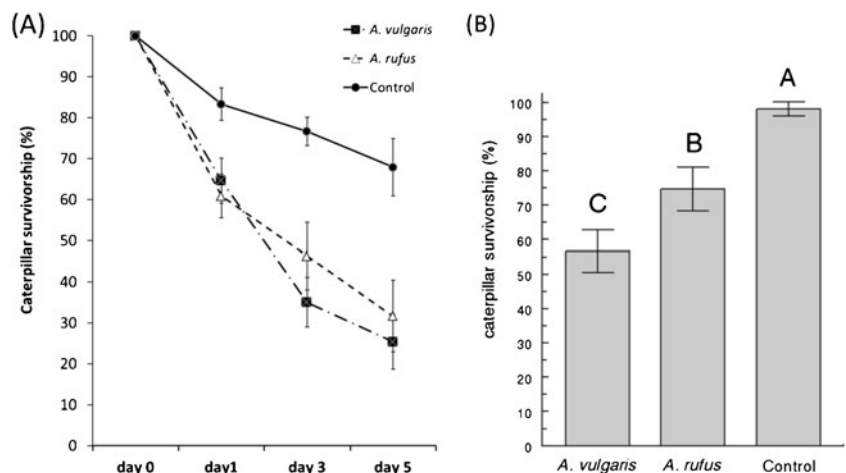 (A)
A. vulgaris
A. rufus
Control
Caterpillar survivorship (%)
100
90
80
70
60
50
40
30
20
10
0
day 0 day1 day 3 day 5
(B)
caterpillar survivorship (%)
100
90
80
70
60
50
40
30
20
10
0
C
B
A
A. vulgaris A. rufus Control